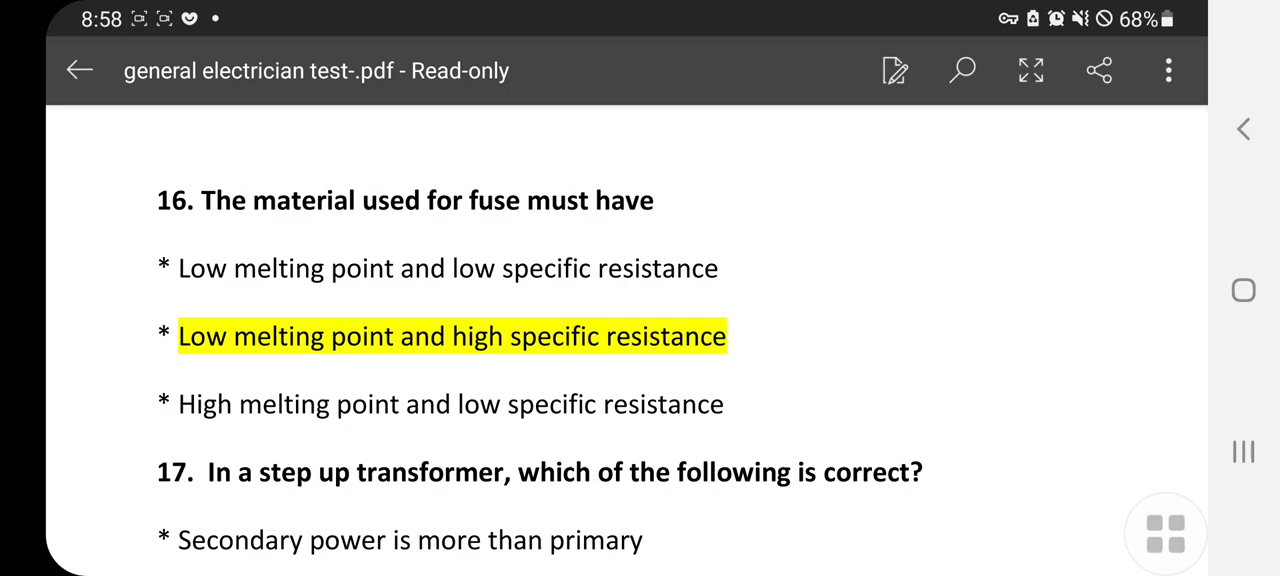 8:58
68%
general electrician test-.pdf - Read-only
16. The material used for fuse must have
* Low melting point and low specific resistance
* Low melting point and high specific resistance
* High melting point and low specific resistance
17. In a step up transformer, which of the following is correct?
* Secondary power is more than primary